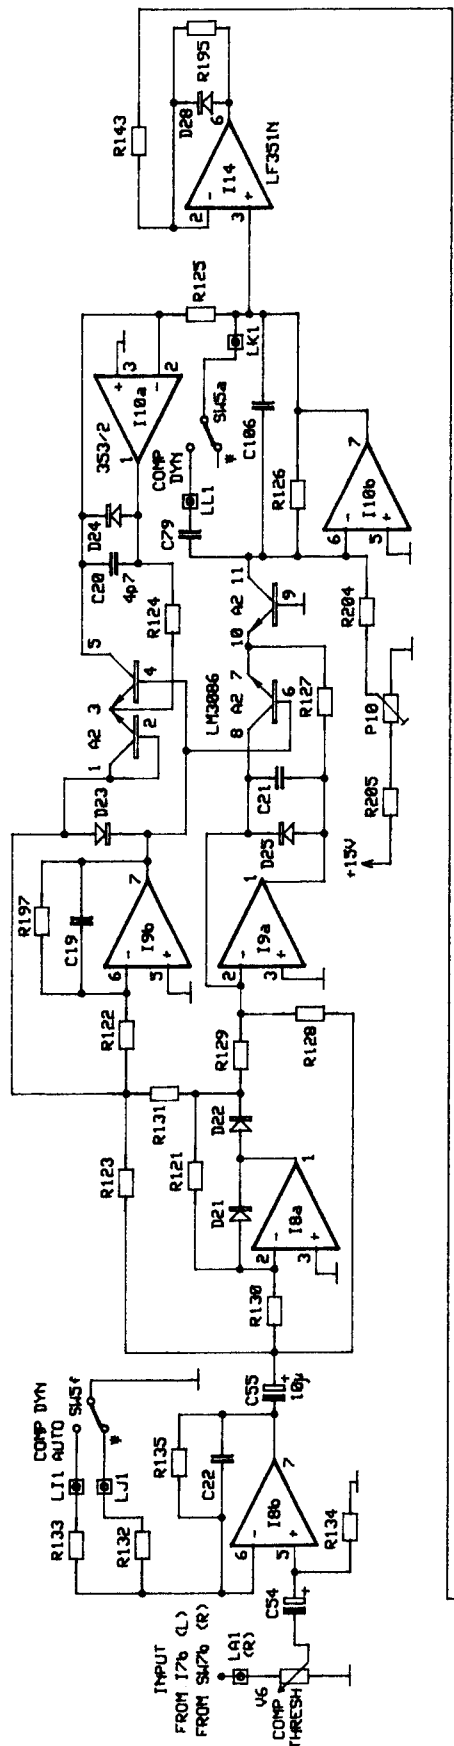 R143
R195
D28
6
2
-
I14
+
3
LF351N
R125
353/2
+
3
I10a
-
2
1
COMP
DYN
SW5a
*
LK1
LL1
C106
C79
R126
7
I10b
-
+
6
5
D24
C20
4p7
R124
5
4
3
A2
2
1
LM3086
11
A2
10
9
7
A2
8
6
R127
R204
P10
R205
+15V
D23
C21
D25
R197
C19
7
I9b
-
+
6
5
1
I9a
-
+
2
3
R122
R129
R128
R131
R123
R121
D22
D21
1
I8a
-
+
2
3
R130
COMP DYN
LI1 AUTO
SW5f
*
LJ1
R133
R132
R135
C22
C55
+
10µ
7
I8b
-
+
6
5
R134
C54
+
INPUT
FROM I7b (L)
FROM SW7b (R)
LA1
(R)
V6
COMP
THRESH